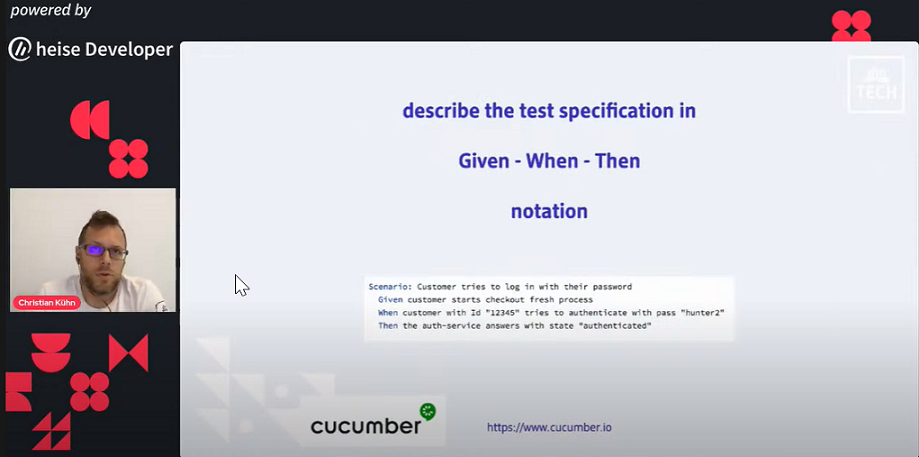 powered by
heise Developer
TECH
describe the test specification in
Given - When - Then
notation
Christian Kühn
Scenario: Customer tries to log in with their password
Given customer starts checkout fresh process
When customer with Id "12345" tries to authenticate with pass "hunter2"
Then the auth-service answers with state "authenticated"
cucumber
https://www.cucumber.io